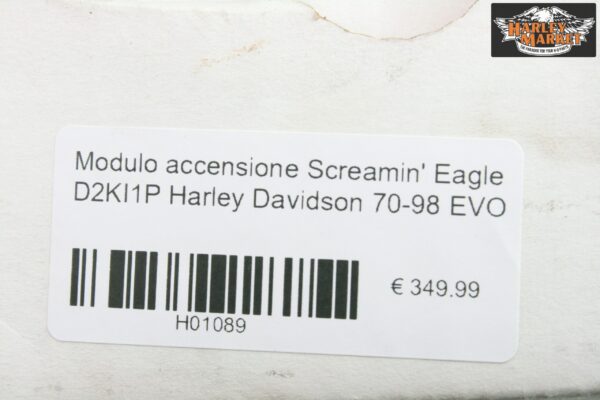 HARLEY
MARKET
Modulo accensione Screamin' Eagle
D2KI1P Harley Davidson 70-98 EVO
€ 349.99
H01089